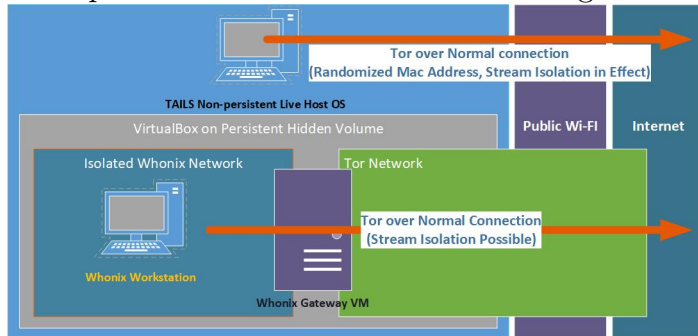 Tor over Normal connection
(Randomized Mac Address, Stream Isolation in Effect)
TAILS Non-persistent Live Host OS
VirtualBox on Persistent Hidden Volume
Public Wi-FI
Internet
Isolated Whonix Network
Tor Network
Tor over Normal Connection
(Stream Isolation Possible)
Whonix Workstation
Whonix Gateway VM